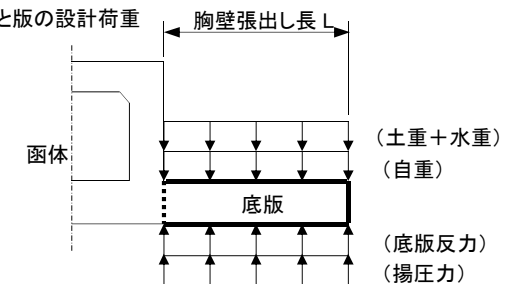 と版の設計荷重
胸壁張出し長 L
函体
(土重+水重)
(自重)
底版
(底版反力)
(揚圧力)